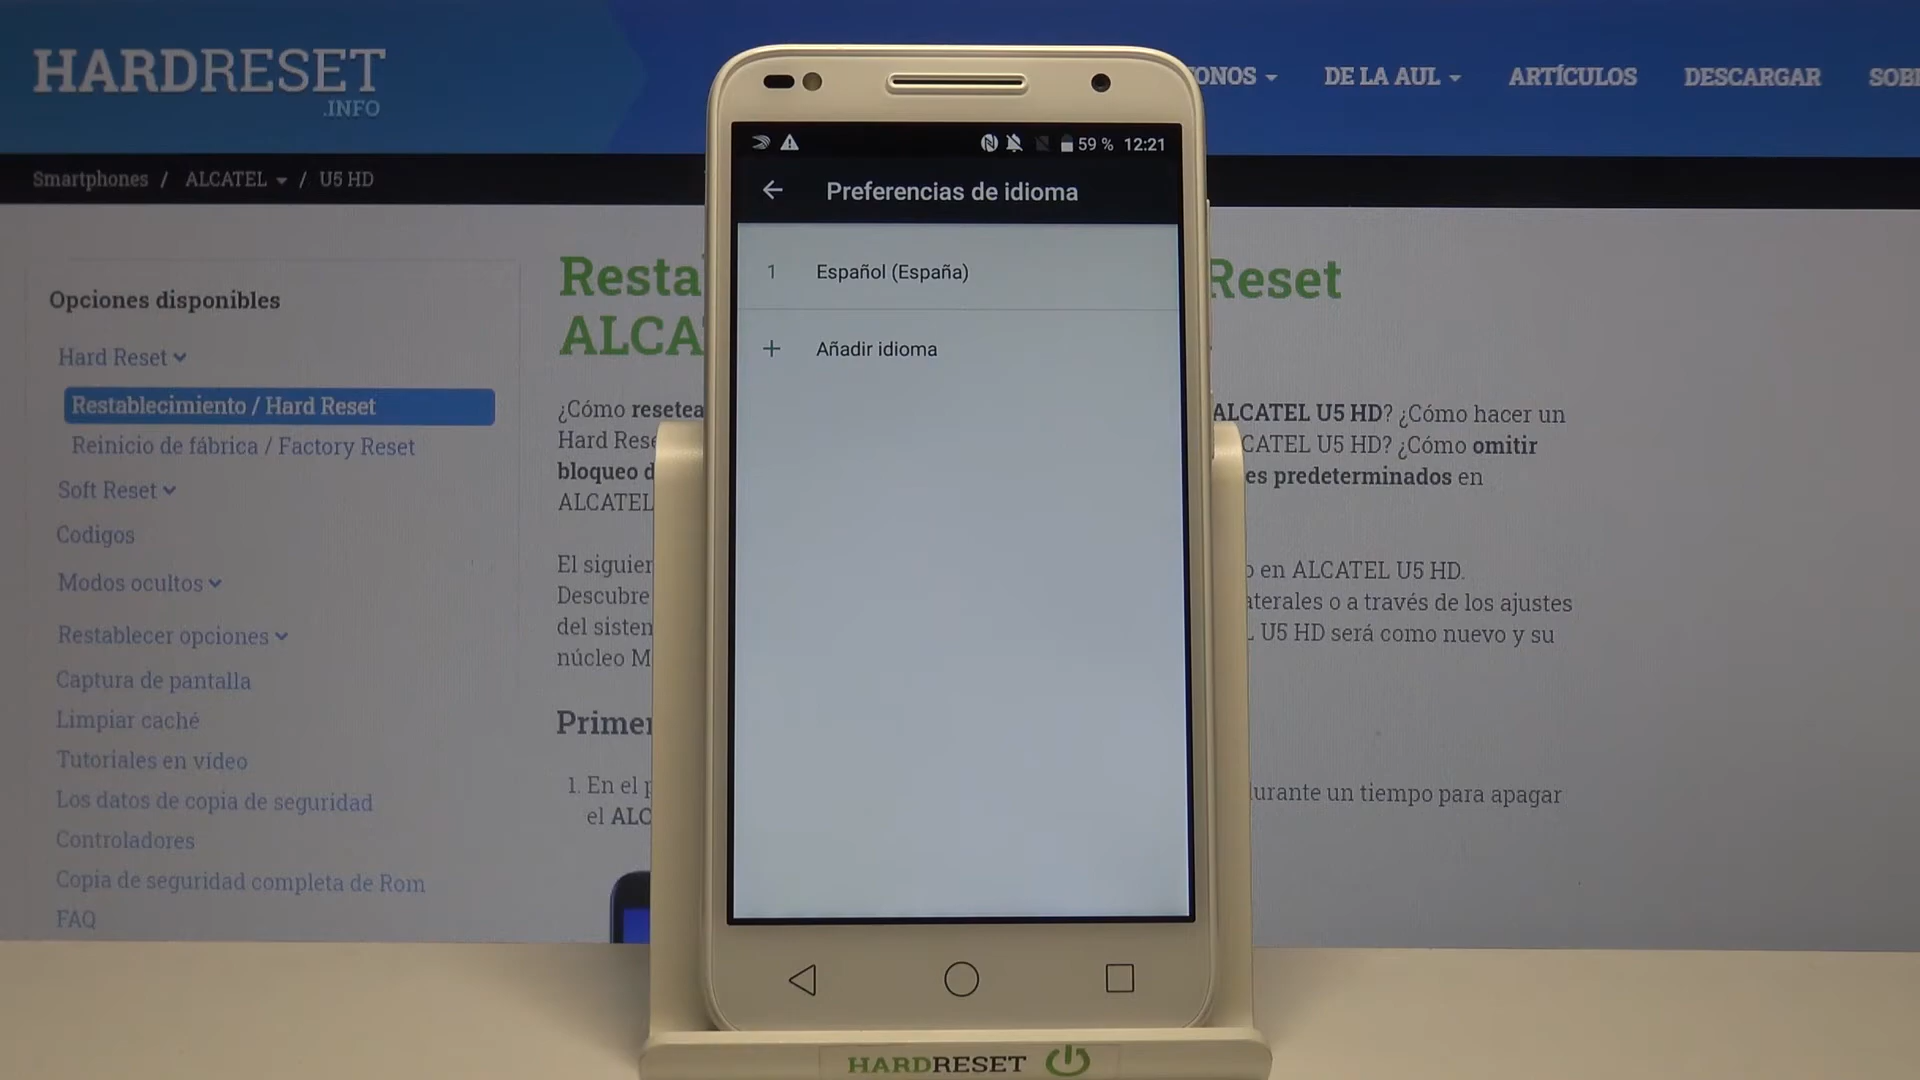 HARDRESET
.INFO
ONOS
DE LA AUL
ARTÍCULOS
DESCARGAR
SOB
Smartphones / ALCATEL / U5 HD
Opciones disponibles
Hard Reset
Restablecimiento / Hard Reset
Reinicio de fábrica / Factory Reset
Soft Reset
Codigos
Modos ocultos
Restablecer opciones
Captura de pantalla
Limpiar caché
Tutoriales en vídeo
Los datos de copia de seguridad
Controladores
Copia de seguridad completa de Rom
FAQ
Resta Reset
ALCA
¿Cómo resetea ALCATEL U5 HD? ¿Cómo hacer un
Hard Rese CATEL U5 HD? ¿Cómo omitir
bloqueo d es predeterminados en
ALCATEL
El siguien o en ALCATEL U5 HD.
Descubre aterales o a través de los ajustes
del sistem U5 HD será como nuevo y su
núcleo M
Primer
1. En el p durante un tiempo para apagar
el ALC
59 % 12:21
Preferencias de idioma
1 Español (España)
+ Añadir idioma
HARDRESET